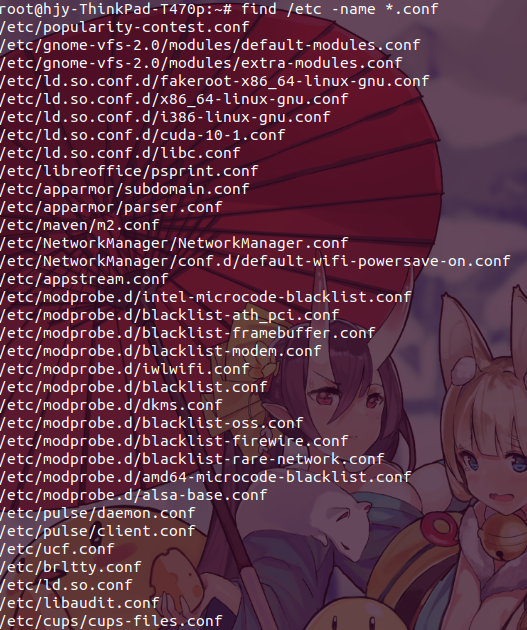 root@hjy-ThinkPad-T470p:~# find /etc -name *.conf
/etc/popularity-contest.conf
/etc/gnome-vfs-2.0/modules/default-modules.conf
/etc/gnome-vfs-2.0/modules/extra-modules.conf
/etc/ld.so.conf.d/fakeroot-x86_64-linux-gnu.conf
/etc/ld.so.conf.d/x86_64-linux-gnu.conf
/etc/ld.so.conf.d/i386-linux-gnu.conf
/etc/ld.so.conf.d/cuda-10-1.conf
/etc/ld.so.conf.d/libc.conf
/etc/libreoffice/psprint.conf
/etc/apparmor/subdomain.conf
/etc/apparmor/parser.conf
/etc/maven/m2.conf
/etc/NetworkManager/NetworkManager.conf
/etc/NetworkManager/conf.d/default-wifi-powersave-on.conf
/etc/appstream.conf
/etc/modprobe.d/intel-microcode-blacklist.conf
/etc/modprobe.d/blacklist-ath_pci.conf
/etc/modprobe.d/blacklist-framebuffer.conf
/etc/modprobe.d/blacklist-modem.conf
/etc/modprobe.d/iwlwifi.conf
/etc/modprobe.d/blacklist.conf
/etc/modprobe.d/dkms.conf
/etc/modprobe.d/blacklist-oss.conf
/etc/modprobe.d/blacklist-firewire.conf
/etc/modprobe.d/blacklist-rare-network.conf
/etc/modprobe.d/amd64-microcode-blacklist.conf
/etc/modprobe.d/alsa-base.conf
/etc/pulse/daemon.conf
/etc/pulse/client.conf
/etc/ucf.conf
/etc/brltty.conf
/etc/ld.so.conf
/etc/libaudit.conf
/etc/cups/cups-files.conf